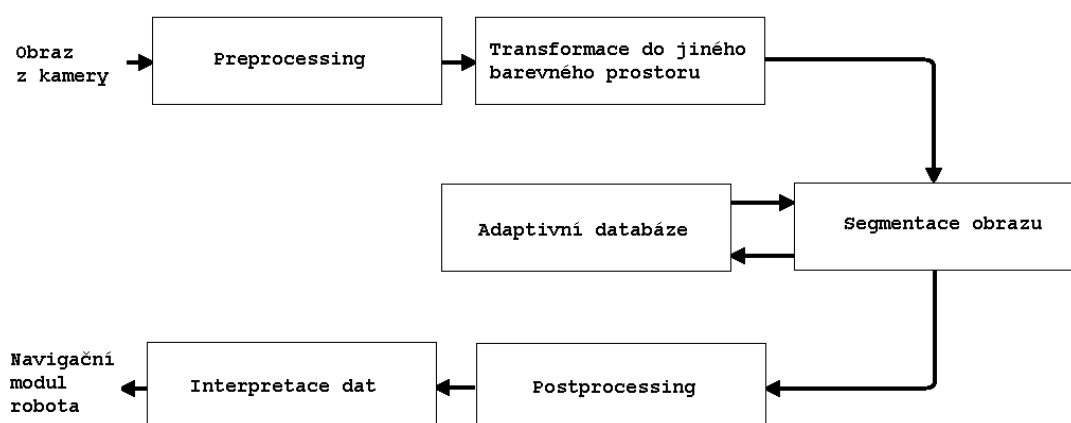 Obraz
z kamery
Preprocessing
Transformace do jiného
barevného prostoru
Adaptivní databáze
Segmentace obrazu
Navigační
modul
robota
Interpretace dat
Postprocessing